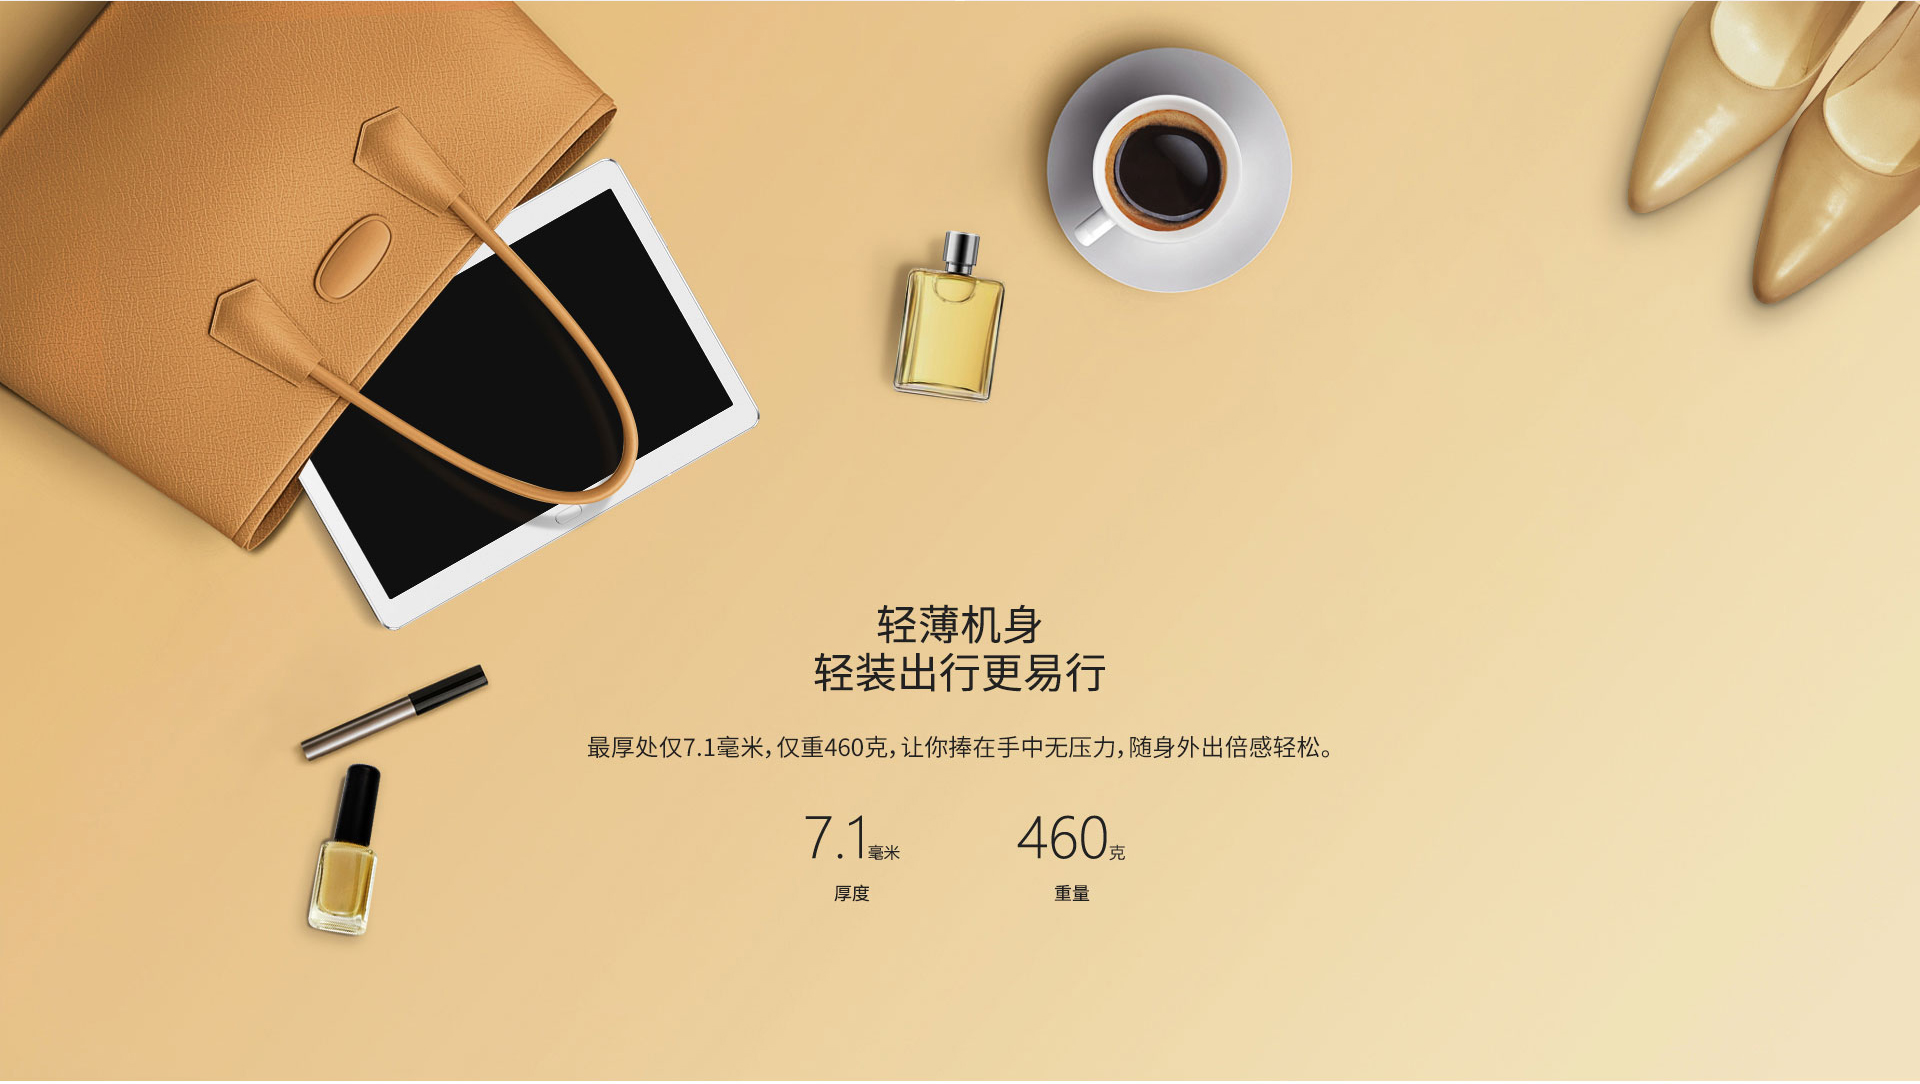 轻薄机身
轻装出行更易行
最厚处仅7.1毫米，仅重460克，让你捧在手中无压力，随身外出倍感轻松。
7.1毫米 460克
厚度 重量